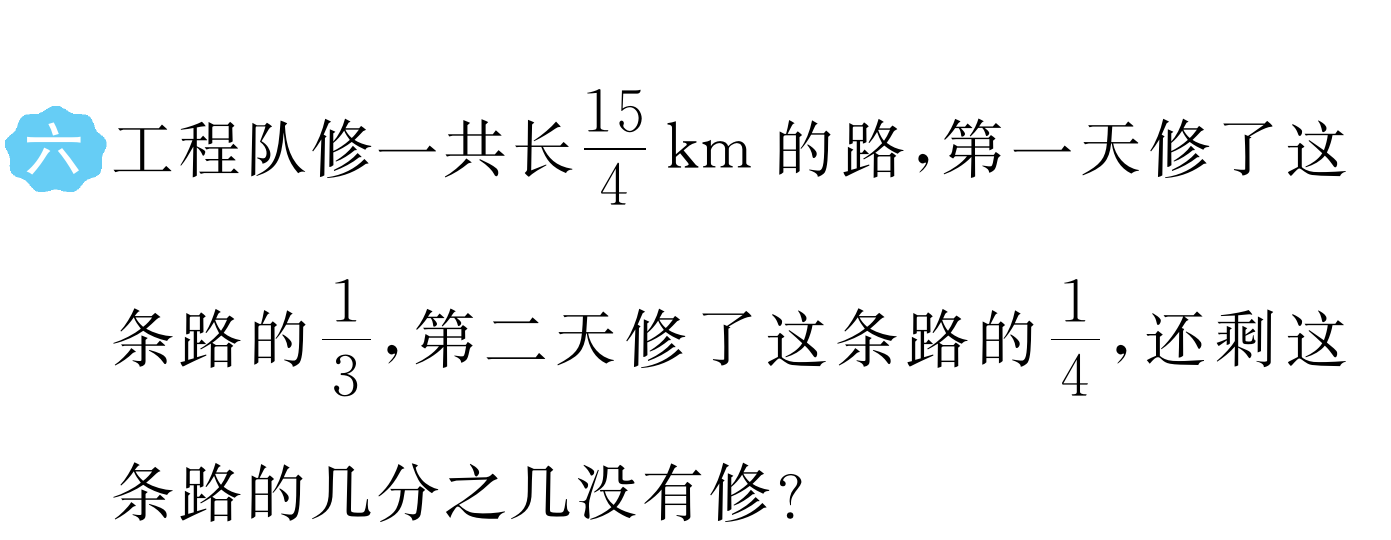 六 工程队修一共长15/4 km 的路,第一天修了这
条路的1/3,第二天修了这条路的1/4,还剩这
条路的几分之几没有修?